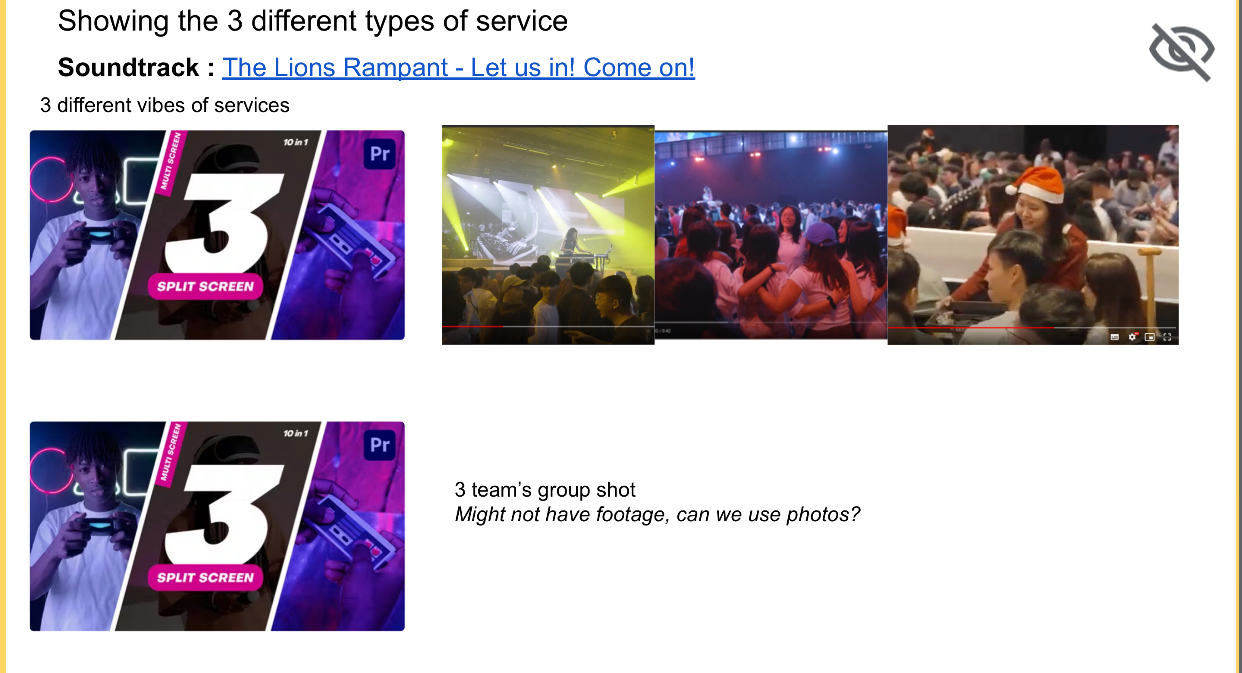 Showing the 3 different types of service
Soundtrack : The Lions Rampant - Let us in! Come on!
3 different vibes of services
MULTI SCREEN
10 in 1
Pr
3
SPLIT SCREEN
MULTI SCREEN
10 in 1
Pr
3
SPLIT SCREEN
3 team’s group shot
Might not have footage, can we use photos?